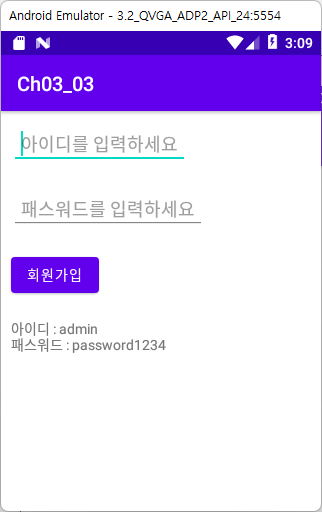 Android Emulator - 3.2_QVGA_ADP2_API_24:5554
3:09
Ch03_03
아이디를 입력하세요
패스워드를 입력하세요
회원가입
아이디 : admin
패스워드 : password1234